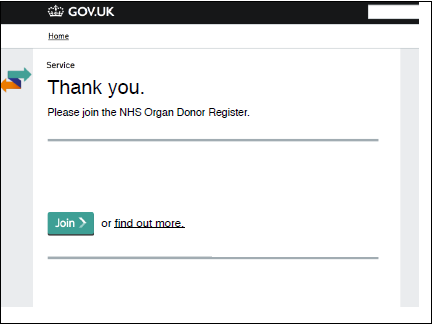 GOV.UK
Home
Service
Thank you.
Please join the NHS Organ Donor Register.
Join or find out more.